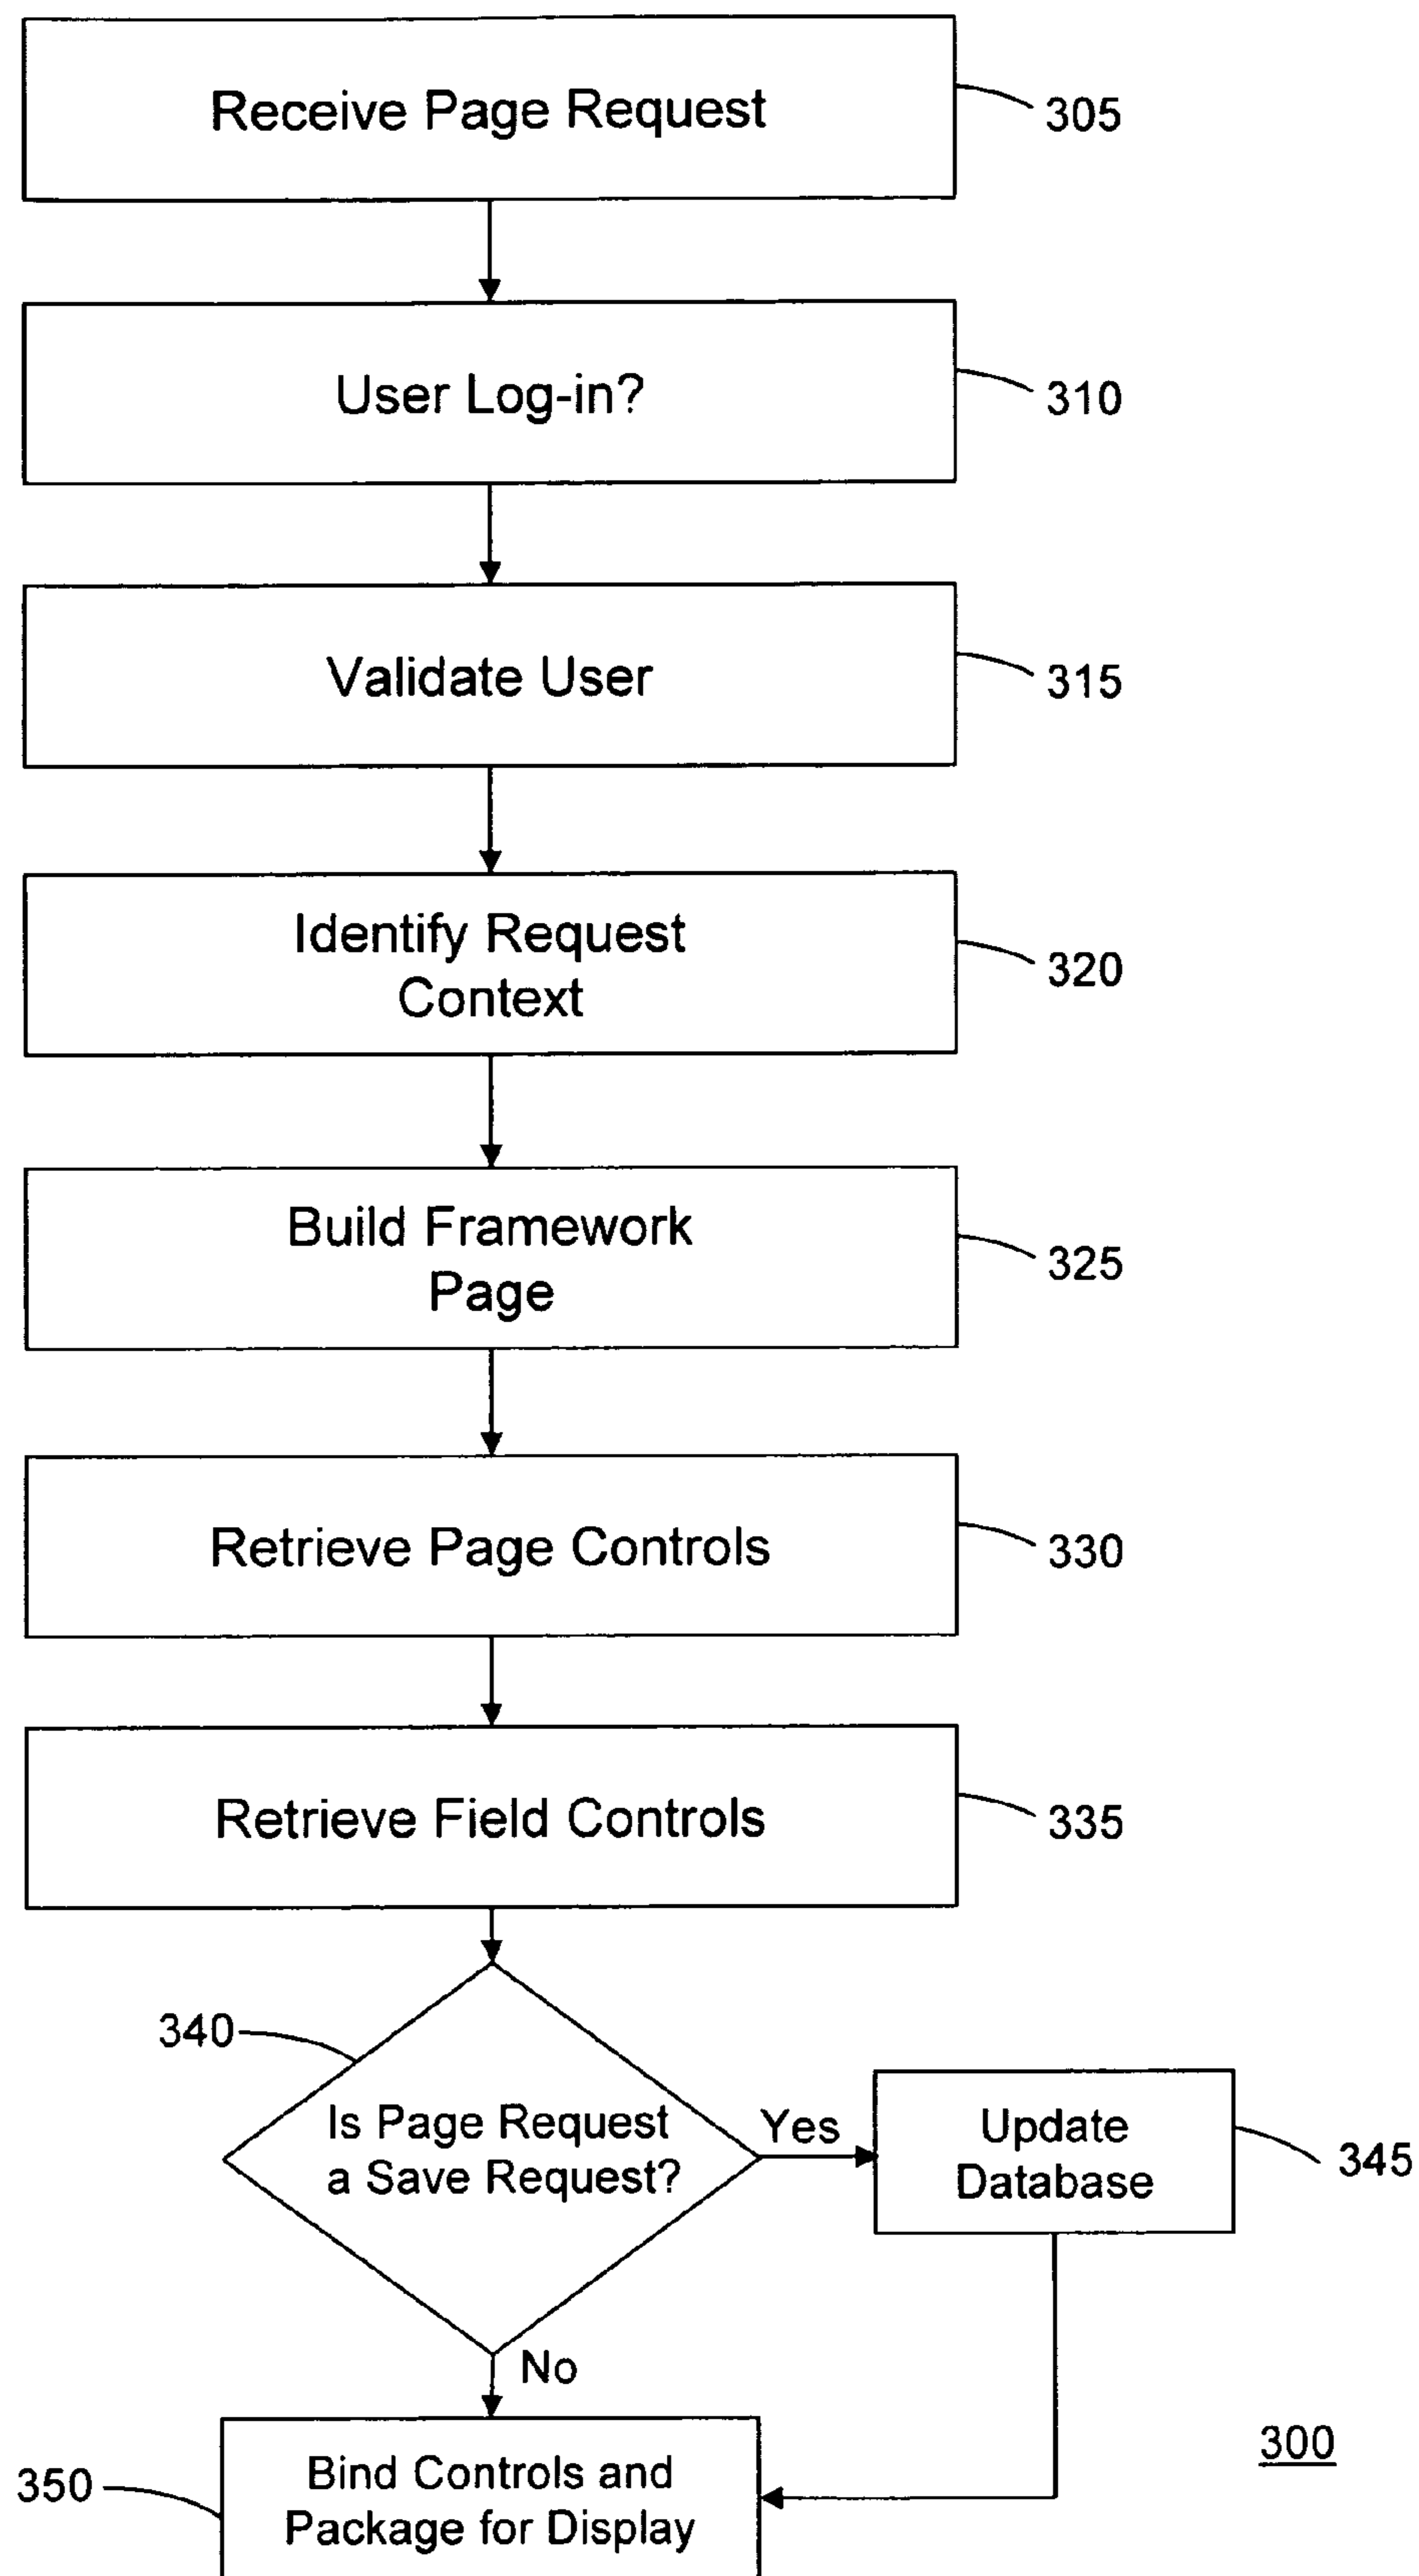 Receive Page Request
305
User Log-in?
310
Validate User
315
Identify Request
Context
320
Build Framework
Page
325
Retrieve Page Controls
330
Retrieve Field Controls
335
340
Is Page Request
a Save Request?
Yes
Update
Database
345
No
300
350
Bind Controls and
Package for Display